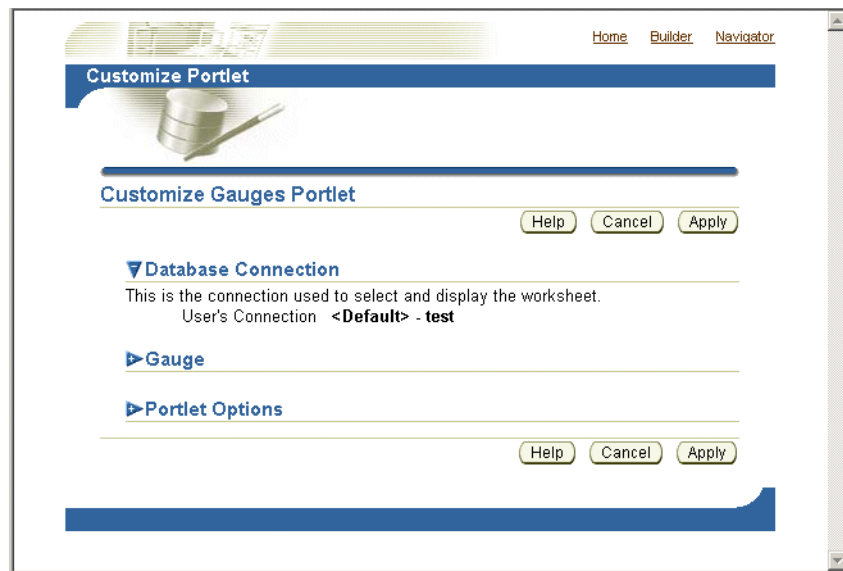 Home Builder Navigator
Customize Portlet
Customize Gauges Portlet
Help Cancel Apply
Database Connection
This is the connection used to select and display the worksheet.
User's Connection <Default> - test
Gauge
Portlet Options
Help Cancel Apply